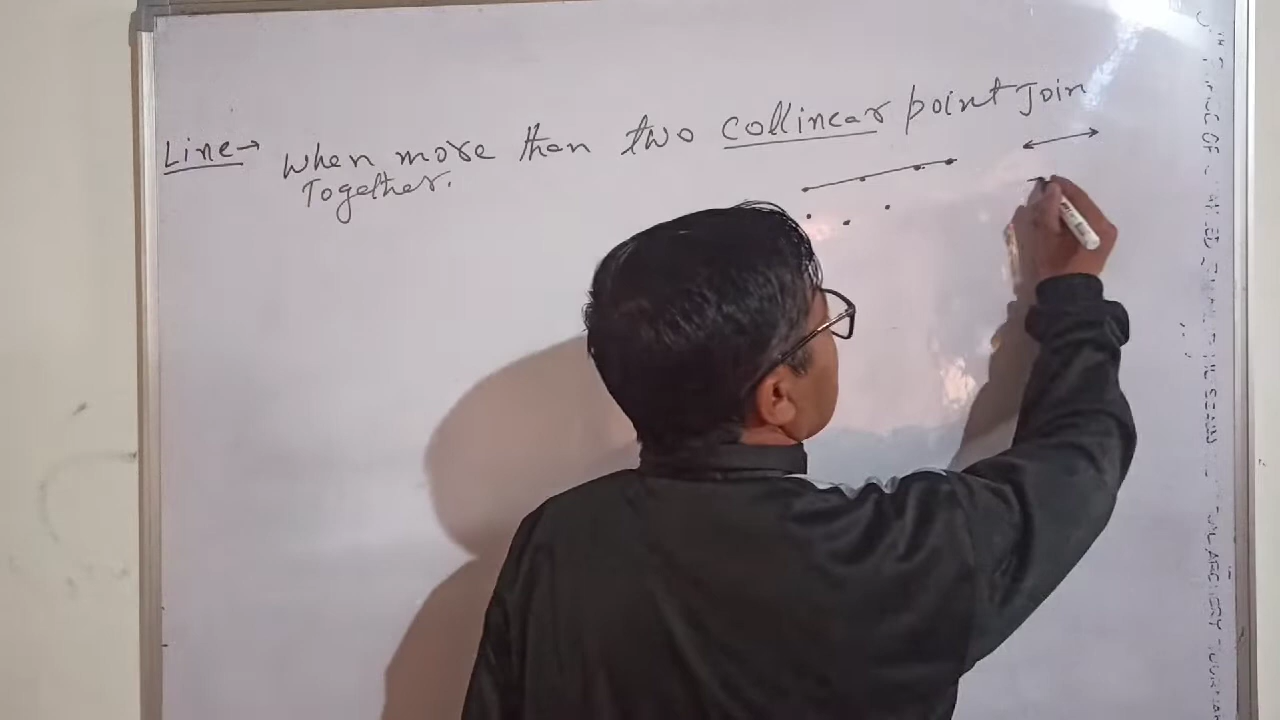 Line→ When more than two collinear point Join
Together.